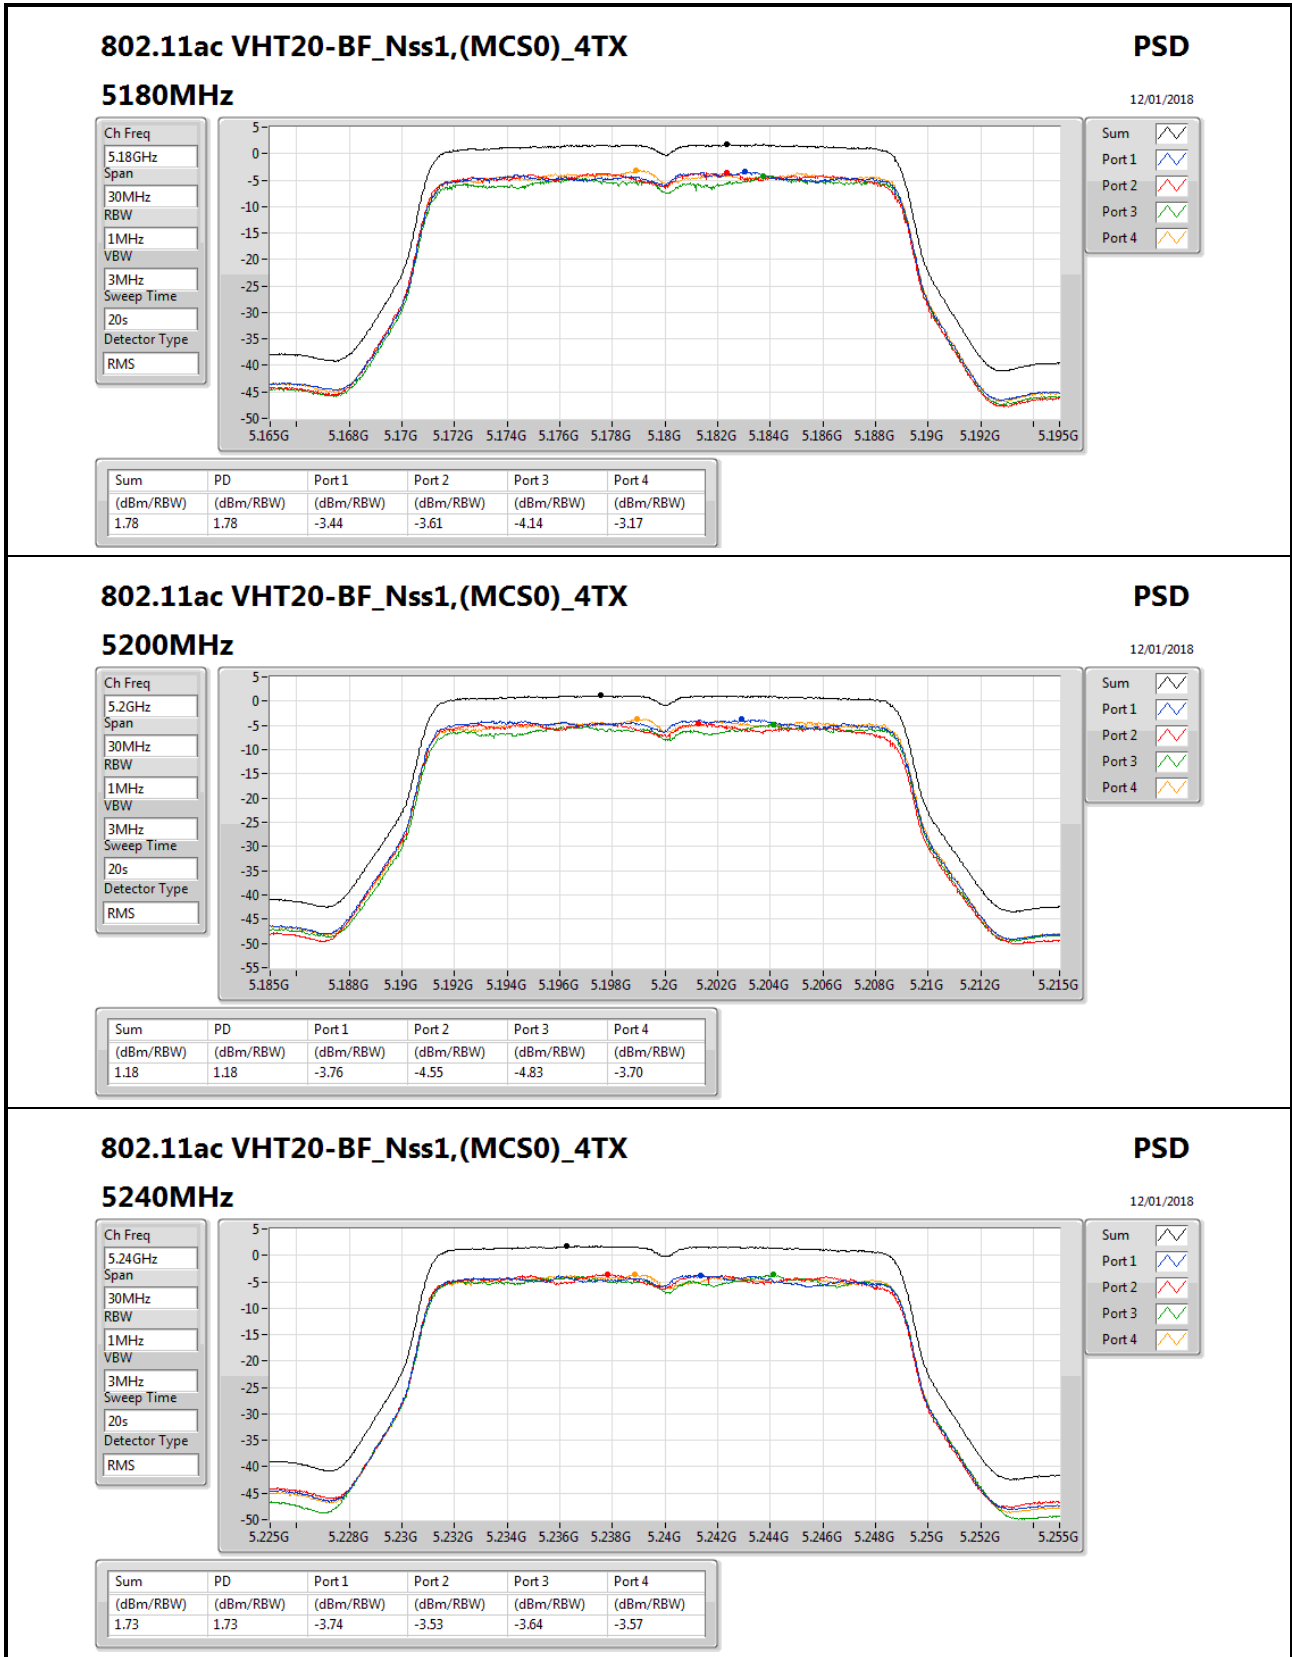 802.11ac VHT20-BF_Nss1,(MCS0)_4TX PSD
5180MHz 12/01/2018
Ch Freq
5.18GHz
Span
30MHz
RBW
1MHz
VBW
3MHz
Sweep Time
20s
Detector Type
RMS
5
0
-5
-10
-15
-20
-25
-30
-35
-40
-45
-50
5.165G 5.168G 5.17G 5.172G 5.174G 5.176G 5.178G 5.18G 5.182G 5.184G 5.186G 5.188G 5.19G 5.192G 5.195G
Sum
Port 1
Port 2
Port 3
Port 4
Sum PD Port 1 Port 2 Port 3 Port 4
(dBm/RBW) (dBm/RBW) (dBm/RBW) (dBm/RBW) (dBm/RBW) (dBm/RBW)
1.78 1.78 -3.44 -3.61 -4.14 -3.17
802.11ac VHT20-BF_Nss1,(MCS0)_4TX PSD
5200MHz 12/01/2018
Ch Freq
5.2GHz
Span
30MHz
RBW
1MHz
VBW
3MHz
Sweep Time
20s
Detector Type
RMS
5
0
-5
-10
-15
-20
-25
-30
-35
-40
-45
-50
-55
5.185G 5.188G 5.19G 5.192G 5.194G 5.196G 5.198G 5.2G 5.202G 5.204G 5.206G 5.208G 5.21G 5.212G 5.215G
Sum
Port 1
Port 2
Port 3
Port 4
Sum PD Port 1 Port 2 Port 3 Port 4
(dBm/RBW) (dBm/RBW) (dBm/RBW) (dBm/RBW) (dBm/RBW) (dBm/RBW)
1.18 1.18 -3.76 -4.55 -4.83 -3.70
802.11ac VHT20-BF_Nss1,(MCS0)_4TX PSD
5240MHz 12/01/2018
Ch Freq
5.24GHz
Span
30MHz
RBW
1MHz
VBW
3MHz
Sweep Time
20s
Detector Type
RMS
5
0
-5
-10
-15
-20
-25
-30
-35
-40
-45
-50
5.225G 5.228G 5.23G 5.232G 5.234G 5.236G 5.238G 5.24G 5.242G 5.244G 5.246G 5.248G 5.25G 5.252G 5.255G
Sum
Port 1
Port 2
Port 3
Port 4
Sum PD Port 1 Port 2 Port 3 Port 4
(dBm/RBW) (dBm/RBW) (dBm/RBW) (dBm/RBW) (dBm/RBW) (dBm/RBW)
1.73 1.73 -3.74 -3.53 -3.64 -3.57